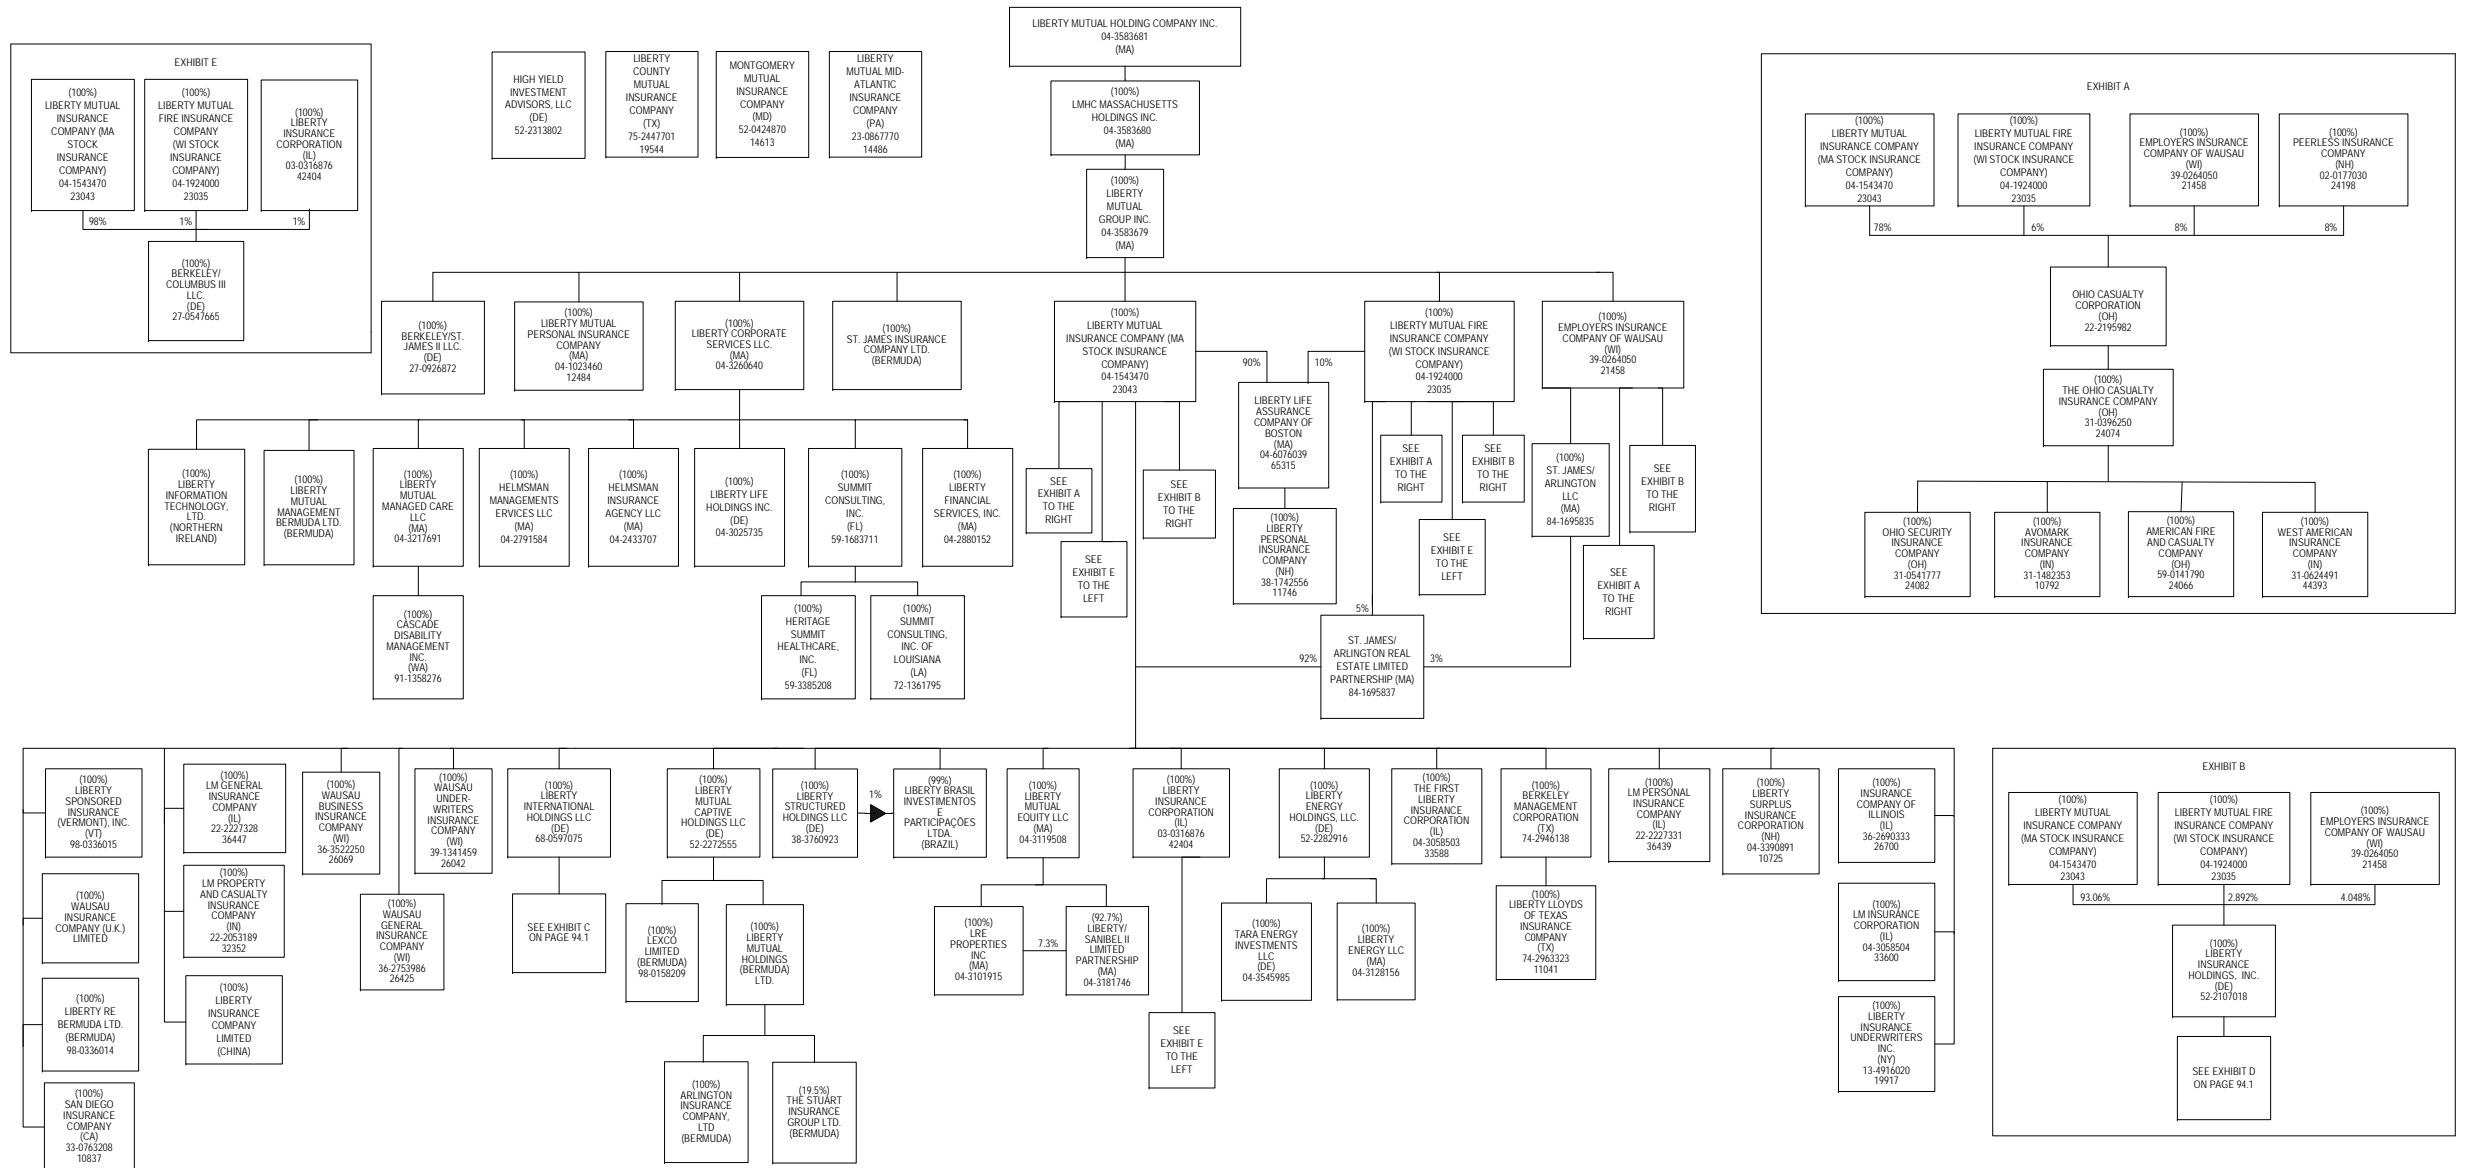 LIBERTY MUTUAL HOLDING COMPANY INC.
04-3583681
(MA)
EXHIBIT E
(100%)
LIBERTY MUTUAL
INSURANCE
COMPANY (MA
STOCK
INSURANCE
COMPANY)
04-1543470
23043
(100%)
LIBERTY MUTUAL
FIRE INSURANCE
COMPANY
(WI STOCK
INSURANCE
COMPANY)
04-1924000
23035
(100%)
LIBERTY
INSURANCE
CORPORATION
(IL)
03-0316876
42404
98%
1%
1%
(100%)
BERKELEY/
COLUMBUS III
LLC.
(DE)
27-0547665
HIGH YIELD
INVESTMENT
ADVISORS, LLC
(DE)
52-2313802
LIBERTY
COUNTY
MUTUAL
INSURANCE
COMPANY
(TX)
75-2447701
19544
MONTGOMERY
MUTUAL
INSURANCE
COMPANY
(MD)
52-0424870
14613
LIBERTY
MUTUAL MID-
ATLANTIC
INSURANCE
COMPANY
(PA)
23-0867770
14486
(100%)
LMHC MASSACHUSETTS
HOLDINGS INC.
04-3583680
(MA)
(100%)
LIBERTY
MUTUAL
GROUP INC.
04-3583679
(MA)
EXHIBIT A
(100%)
LIBERTY MUTUAL
INSURANCE COMPANY
(MA STOCK INSURANCE
COMPANY)
04-1543470
23043
(100%)
LIBERTY MUTUAL FIRE
INSURANCE COMPANY
(WI STOCK INSURANCE
COMPANY)
04-1924000
23035
(100%)
EMPLOYERS INSURANCE
COMPANY OF WAUSAU
(WI)
39-0264050
21458
(100%)
PEERLESS INSURANCE
COMPANY
(NH)
02-0177030
24198
78%
6%
8%
8%
OHIO CASUALTY
CORPORATION
(OH)
22-2195982
(100%)
THE OHIO CASUALTY
INSURANCE COMPANY
(OH)
31-0396250
24074
(100%)
OHIO SECURITY
INSURANCE
COMPANY
(OH)
31-0541777
24082
(100%)
AVOMARK
INSURANCE
COMPANY
(IN)
31-1482353
10792
(100%)
AMERICAN FIRE
AND CASUALTY
COMPANY
(OH)
59-0141790
24066
(100%)
WEST AMERICAN
INSURANCE
COMPANY
(IN)
31-0624491
44393
(100%)
BERKELEY/ST.
JAMES II LLC.
(DE)
27-0926872
(100%)
LIBERTY MUTUAL
PERSONAL INSURANCE
COMPANY
(MA)
04-1023460
12484
(100%)
LIBERTY CORPORATE
SERVICES LLC.
(MA)
04-3260640
(100%)
ST. JAMES INSURANCE
COMPANY LTD.
(BERMUDA)
(100%)
LIBERTY MUTUAL
INSURANCE COMPANY (MA
STOCK INSURANCE
COMPANY)
04-1543470
23043
90%
10%
(100%)
LIBERTY MUTUAL FIRE
INSURANCE COMPANY
(WI STOCK INSURANCE
COMPANY)
04-1924000
23035
(100%)
EMPLOYERS INSURANCE
COMPANY OF WAUSAU
(WI)
39-0264050
21458
LIBERTY LIFE
ASSURANCE
COMPANY OF
BOSTON
(MA)
04-6076039
65315
(100%)
LIBERTY
PERSONAL
INSURANCE
COMPANY
(NH)
38-1742556
11746
SEE
EXHIBIT A
TO THE
RIGHT
SEE
EXHIBIT E
TO THE
LEFT
SEE
EXHIBIT B
TO THE
RIGHT
SEE
EXHIBIT A
TO THE
RIGHT
SEE
EXHIBIT B
TO THE
RIGHT
SEE
EXHIBIT E
TO THE
LEFT
(100%)
ST. JAMES/
ARLINGTON
LLC
(MA)
84-1695835
SEE
EXHIBIT B
TO THE
RIGHT
SEE
EXHIBIT A
TO THE
RIGHT
5%
92%
3%
ST. JAMES/
ARLINGTON REAL
ESTATE LIMITED
PARTNERSHIP (MA)
84-1695837
(100%)
LIBERTY
INFORMATION
TECHNOLOGY,
LTD.
(NORTHERN
IRELAND)
(100%)
LIBERTY
MUTUAL
MANAGEMENT
BERMUDA LTD.
(BERMUDA)
(100%)
LIBERTY
MUTUAL
MANAGED CARE
LLC
(MA)
04-3217691
(100%)
HELMSMAN
MANAGEMENTS
ERVICES LLC
(MA)
04-2791584
(100%)
HELMSMAN
INSURANCE
AGENCY LLC
(MA)
04-2433707
(100%)
LIBERTY LIFE
HOLDINGS INC.
(DE)
04-3025735
(100%)
SUMMIT
CONSULTING,
INC.
(FL)
59-1683711
(100%)
LIBERTY
FINANCIAL
SERVICES, INC.
(MA)
04-2880152
(100%)
CASCADE
DISABILITY
MANAGEMENT
INC.
(WA)
91-1358276
(100%)
HERITAGE
SUMMIT
HEALTHCARE,
INC.
(FL)
59-3385208
(100%)
SUMMIT
CONSULTING,
INC. OF
LOUISIANA
(LA)
72-1361795
(100%)
LIBERTY
SPONSORED
INSURANCE
(VERMONT), INC.
(VT)
98-0336015
(100%)
WAUSAU
INSURANCE
COMPANY (U.K.)
LIMITED
(100%)
LIBERTY RE
BERMUDA LTD.
(BERMUDA)
98-0336014
(100%)
SAN DIEGO
INSURANCE
COMPANY
(CA)
33-0763208
10837
(100%)
LM GENERAL
INSURANCE
COMPANY
(IL)
22-2227328
36447
(100%)
LM PROPERTY
AND CASUALTY
INSURANCE
COMPANY
(IN)
22-2053189
32352
(100%)
LIBERTY
INSURANCE
COMPANY
LIMITED
(CHINA)
(100%)
WAUSAU
BUSINESS
INSURANCE
COMPANY
(WI)
36-3522250
26069
(100%)
WAUSAU
GENERAL
INSURANCE
COMPANY
(WI)
36-2753986
26425
(100%)
WAUSAU
UNDER-
WRITERS
INSURANCE
COMPANY
(WI)
39-1341459
26042
(100%)
LIBERTY
INTERNATIONAL
HOLDINGS LLC
(DE)
68-0597075
SEE EXHIBIT C
ON PAGE 94.1
(100%)
LIBERTY
MUTUAL
CAPTIVE
HOLDINGS LLC
(DE)
52-2272555
(100%)
LEXCO
LIMITED
(BERMUDA)
98-0158209
(100%)
LIBERTY
MUTUAL
HOLDINGS
(BERMUDA)
LTD.
(100%)
ARLINGTON
INSURANCE
COMPANY,
LTD
(BERMUDA)
(19.5%)
THE STUART
INSURANCE
GROUP LTD.
(BERMUDA)
(100%)
LIBERTY
STRUCTURED
HOLDINGS LLC
(DE)
38-3760923
1%
(99%)
LIBERTY BRASIL
INVESTIMENTOS
E
PARTICIPAÇÕES
LTDA.
(BRAZIL)
(100%)
LIBERTY
MUTUAL
EQUITY LLC
(MA)
04-3119508
(100%)
LRE
PROPERTIES
INC
(MA)
04-3101915
7.3%
(92.7%)
LIBERTY/
SANIBEL II
LIMITED
PARTNERSHIP
(MA)
04-3181746
(100%)
LIBERTY
INSURANCE
CORPORATION
(IL)
03-0316876
42404
SEE
EXHIBIT E
TO THE
LEFT
(100%)
LIBERTY
ENERGY
HOLDINGS, LLC.
(DE)
52-2282916
(100%)
TARA ENERGY
INVESTMENTS
LLC
(DE)
04-3545985
(100%)
LIBERTY
ENERGY LLC
(MA)
04-3128156
(100%)
THE FIRST
LIBERTY
INSURANCE
CORPORATION
(IL)
04-3058503
33588
(100%)
BERKELEY
MANAGEMENT
CORPORATION
(TX)
74-2946138
(100%)
LIBERTY LLOYDS
OF TEXAS
INSURANCE
COMPANY
(TX)
74-2963323
11041
(100%)
LM PERSONAL
INSURANCE
COMPANY
(IL)
22-2227331
36439
(100%)
LIBERTY
SURPLUS
INSURANCE
CORPORATION
(NH)
04-3390891
10725
(100%)
INSURANCE
COMPANY OF
ILLINOIS
(IL)
36-2690333
26700
(100%)
LM INSURANCE
CORPORATION
(IL)
04-3058504
33600
(100%)
LIBERTY
INSURANCE
UNDERWRITERS
INC.
(NY)
13-4916020
19917
EXHIBIT B
(100%)
LIBERTY MUTUAL
INSURANCE COMPANY
(MA STOCK INSURANCE
COMPANY)
04-1543470
23043
(100%)
LIBERTY MUTUAL FIRE
INSURANCE COMPANY
(WI STOCK INSURANCE
COMPANY)
04-1924000
23035
(100%)
EMPLOYERS INSURANCE
COMPANY OF WAUSAU
(WI)
39-0264050
21458
93.06%
2.892%
4.048%
(100%)
LIBERTY
INSURANCE
HOLDINGS, INC.
(DE)
52-2107018
SEE EXHIBIT D
ON PAGE 94.1